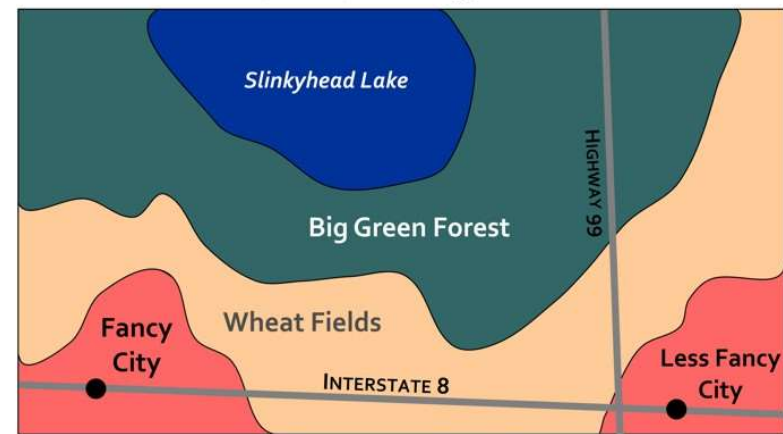 Slinkyhead Lake
HIGHWAY 99
Big Green Forest
Wheat Fields
Fancy
City
INTERSTATE 8
Less Fancy
City